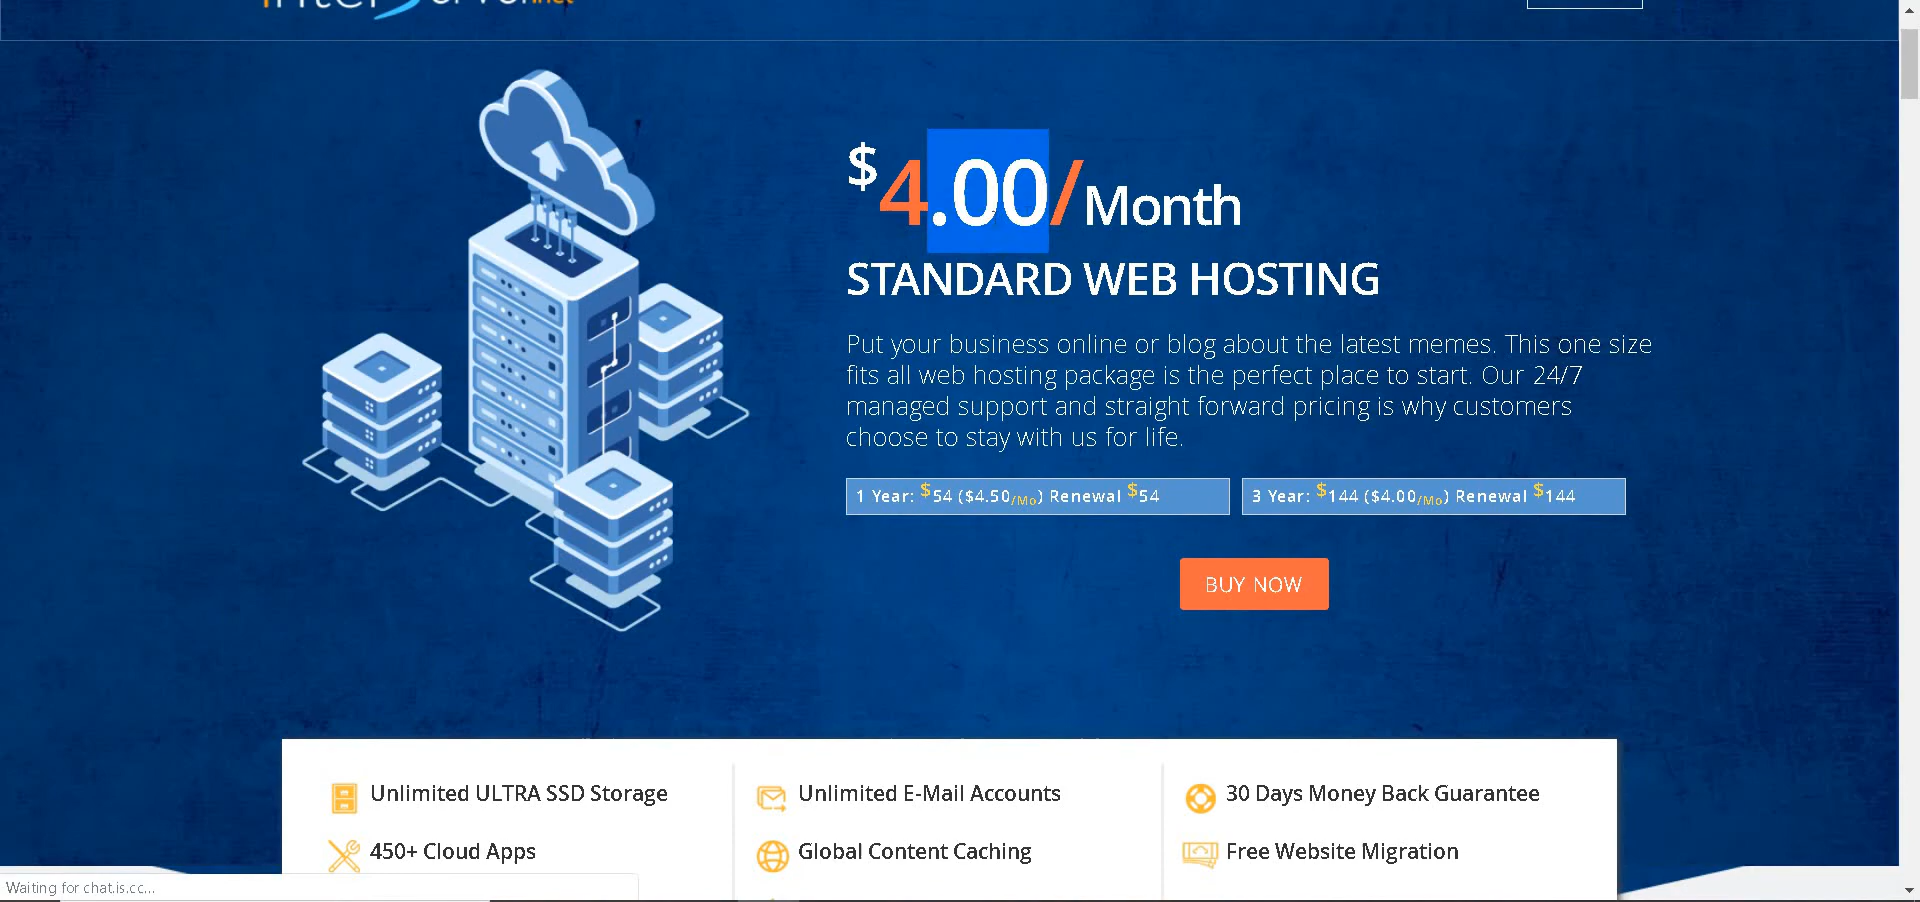 $4.00/Month
STANDARD WEB HOSTING
Put your business online or blog about the latest memes. This one size
fits all web hosting package is the perfect place to start. Our 24/7
managed support and straight forward pricing is why customers
choose to stay with us for life.
1 Year: $54 ($4.50/Mo) Renewal $54
3 Year: $144 ($4.00/Mo) Renewal $144
BUY NOW
Unlimited ULTRA SSD Storage
Unlimited E-Mail Accounts
30 Days Money Back Guarantee
450+ Cloud Apps
Global Content Caching
Free Website Migration
Waiting for chat.is.cc...